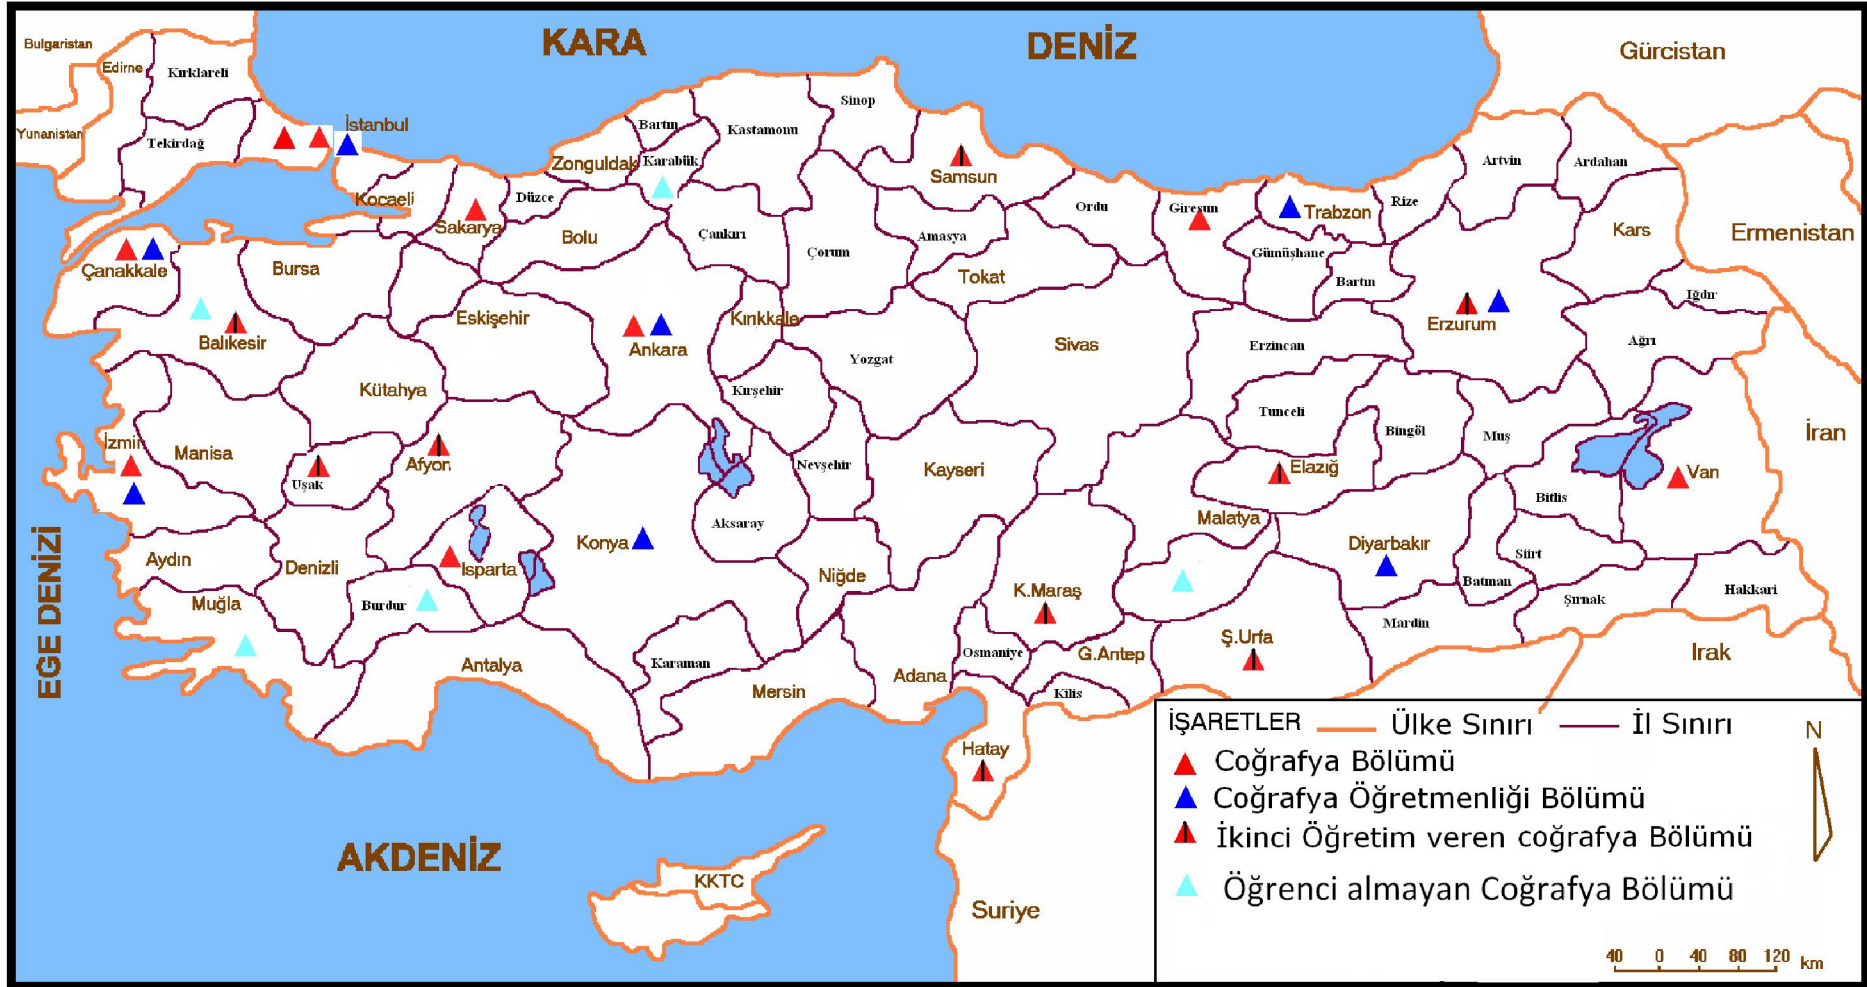 KARA DENİZ
Gürcistan
Bulgaristan
Edirne
Kırklareli
Yunanistan
Tekirdağ
İstanbul
Kocaeli
Sakarya
Düzce
Zonguldak
Bartın
Karabük
Kastamonu
Sinop
Samsun
Ordu
Giresun
Trabzon
Rize
Artvin
Ardahan
Kars
Ermenistan
Çanakkale
Bursa
Bolu
Çankırı
Çorum
Amasya
Tokat
Gümüşhane
Bartın
Iğdır
Balıkesir
Eskişehir
Ankara
Kırıkkale
Yozgat
Sivas
Erzincan
Erzurum
Ağrı
Kütahya
Kırşehir
Tunceli
Bingöl
Muş
İran
İzmir
Manisa
Uşak
Afyon
Nevşehir
Kayseri
Elazığ
Bitlis
Van
EGE DENİZİ
Aydın
Denizli
Isparta
Konya
Aksaray
Niğde
Malatya
Diyarbakır
Batman
Siirt
Şırnak
Hakkari
Muğla
Burdur
Antalya
Karaman
Mersin
Adana
K.Maraş
Osmaniye
G.Antep
Kilis
Ş.Urfa
Mardin
Irak
Hatay
AKDENİZ
KKTC
Suriye
İŞARETLER Ülke Sınırı İl Sınırı
N
Coğrafya Bölümü
Coğrafya Öğretmenliği Bölümü
İkinci Öğretim veren coğrafya Bölümü
Öğrenci almayan Coğrafya Bölümü
40 0 40 80 120 km